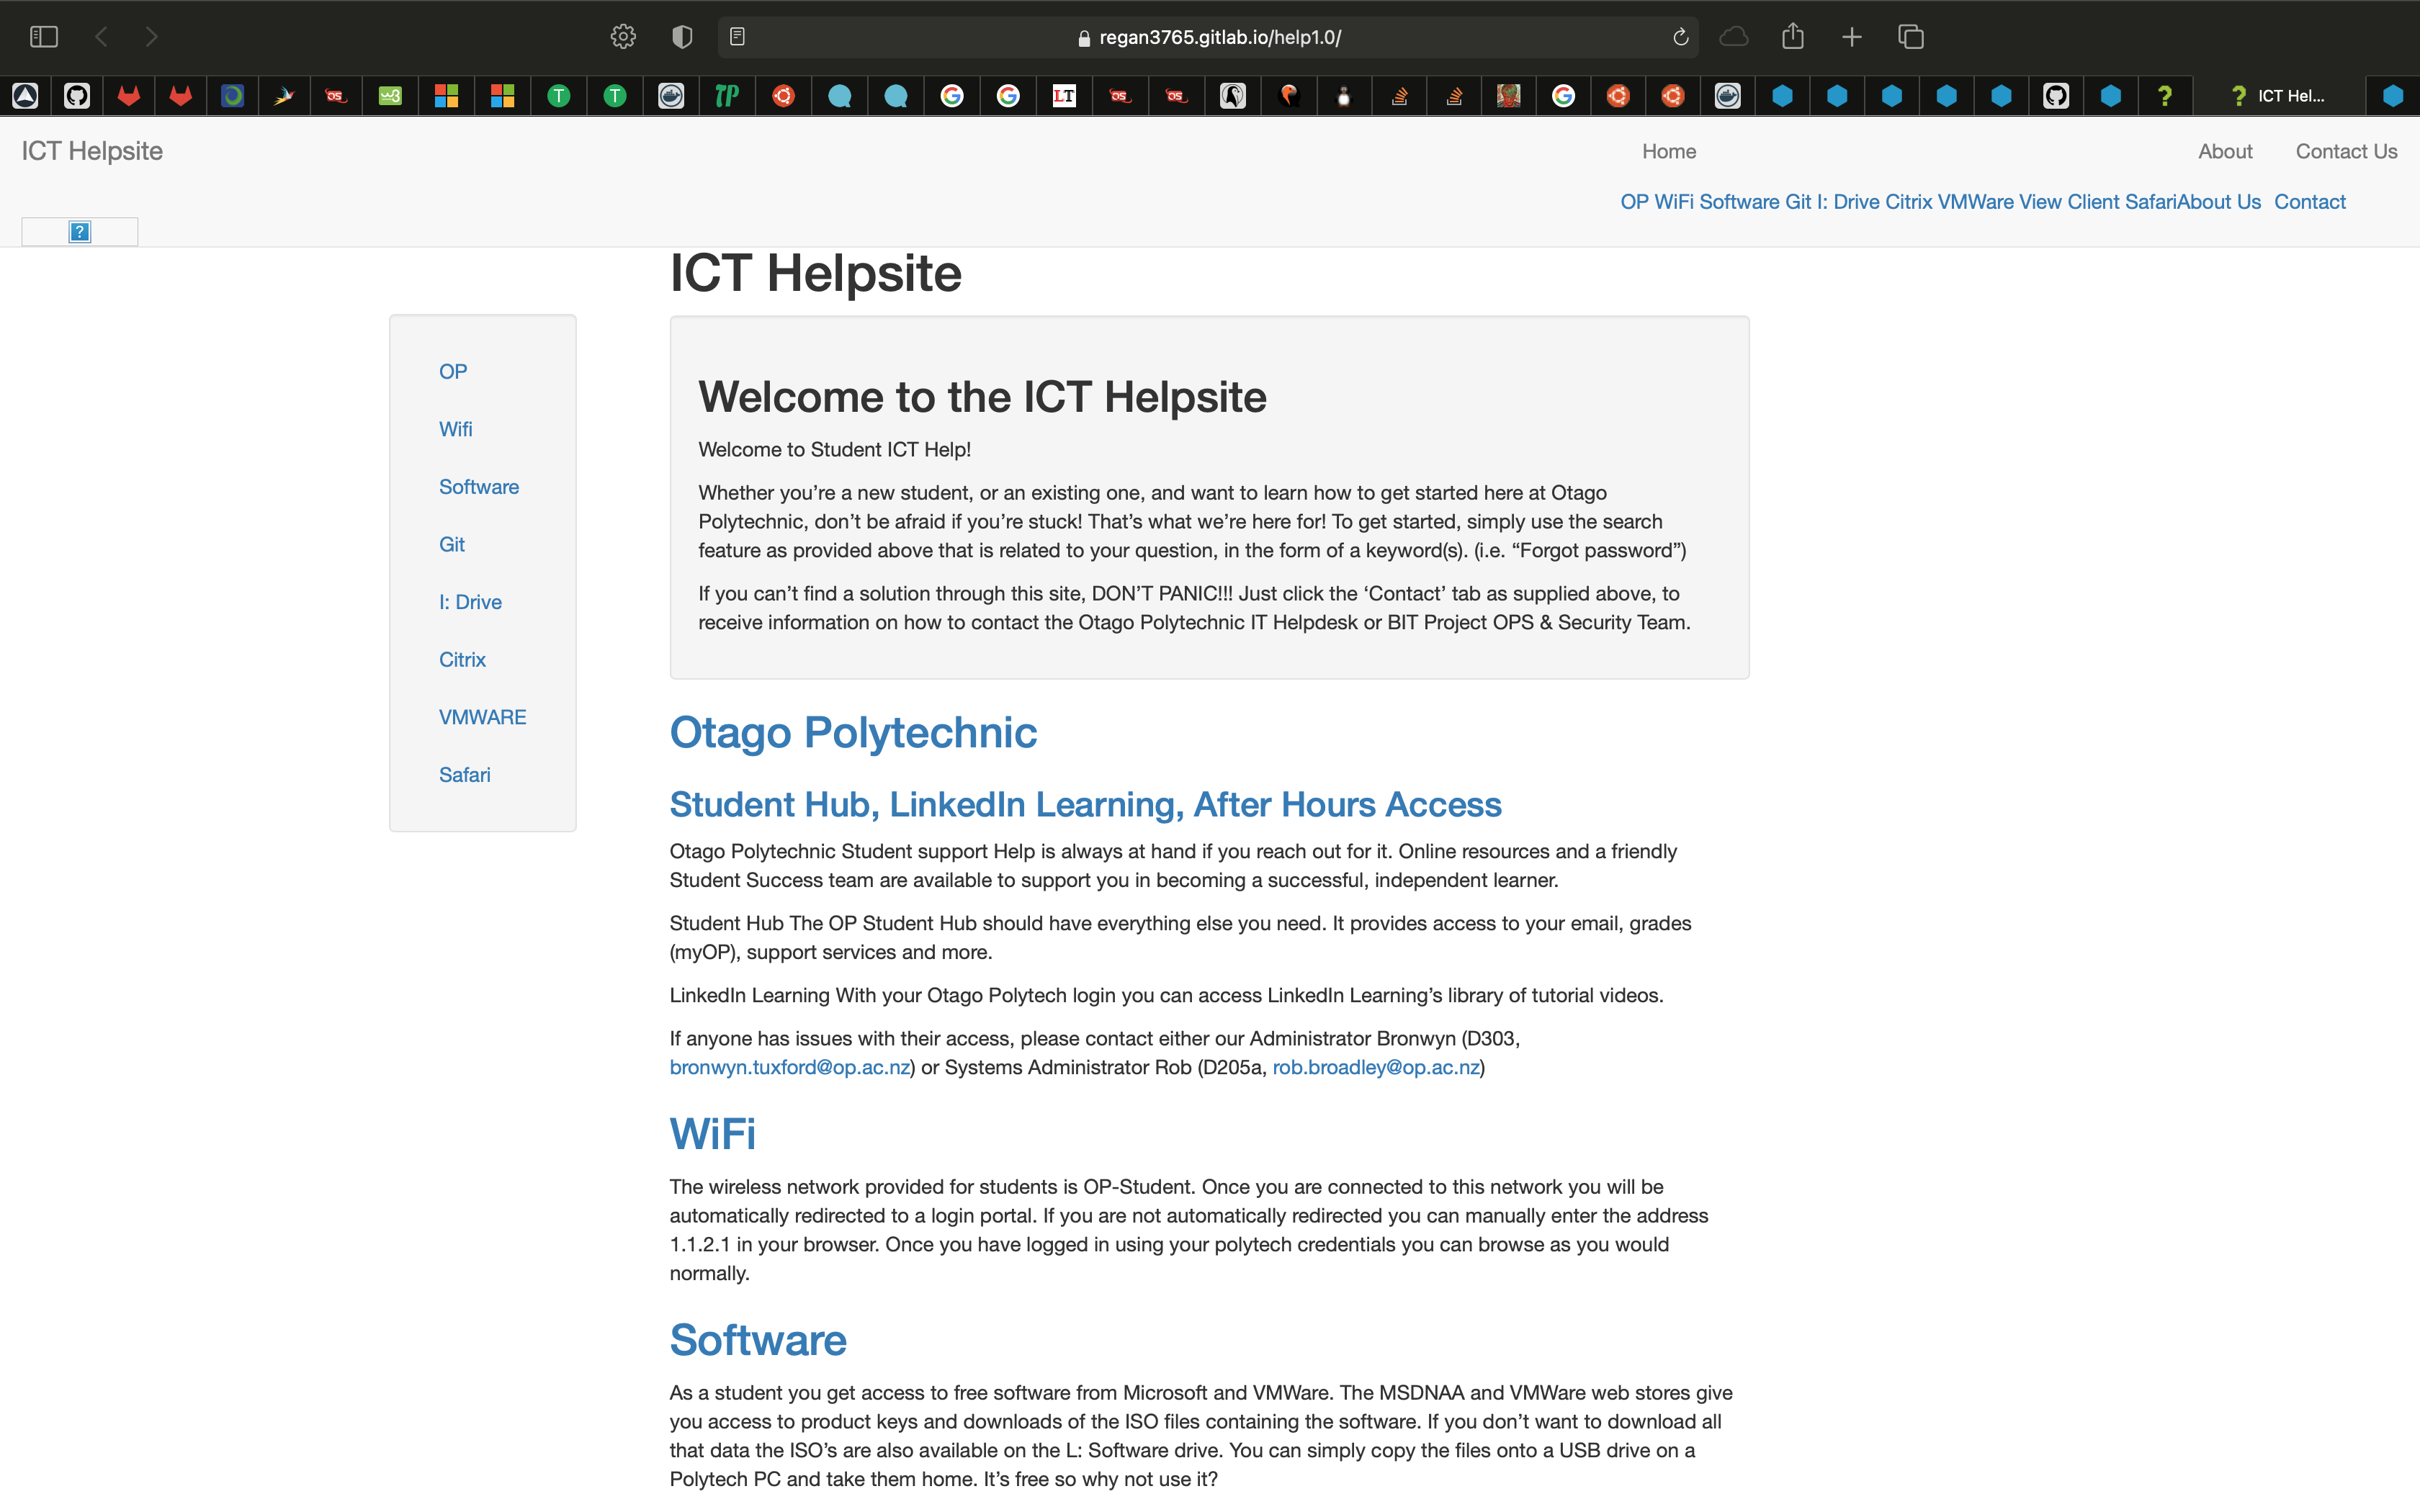 regan3765.gitlab.io/help1.0/
ICT Hel...
ICT Helpsite
Home
About
Contact Us
OP WiFi Software Git I: Drive Citrix VMWare View Client SafariAbout Us Contact
ICT Helpsite
OP
Wifi
Software
Git
I: Drive
Citrix
VMWARE
Safari
Welcome to the ICT Helpsite
Welcome to Student ICT Help!
Whether you’re a new student, or an existing one, and want to learn how to get started here at Otago
Polytechnic, don’t be afraid if you’re stuck! That’s what we’re here for! To get started, simply use the search
feature as provided above that is related to your question, in the form of a keyword(s). (i.e. “Forgot password”)
If you can’t find a solution through this site, DON’T PANIC!!! Just click the ‘Contact’ tab as supplied above, to
receive information on how to contact the Otago Polytechnic IT Helpdesk or BIT Project OPS & Security Team.
Otago Polytechnic
Student Hub, LinkedIn Learning, After Hours Access
Otago Polytechnic Student support Help is always at hand if you reach out for it. Online resources and a friendly
Student Success team are available to support you in becoming a successful, independent learner.
Student Hub The OP Student Hub should have everything else you need. It provides access to your email, grades
(myOP), support services and more.
LinkedIn Learning With your Otago Polytech login you can access LinkedIn Learning’s library of tutorial videos.
If anyone has issues with their access, please contact either our Administrator Bronwyn (D303,
bronwyn.tuxford@op.ac.nz) or Systems Administrator Rob (D205a, rob.broadley@op.ac.nz)
WiFi
The wireless network provided for students is OP-Student. Once you are connected to this network you will be
automatically redirected to a login portal. If you are not automatically redirected you can manually enter the address
1.1.2.1 in your browser. Once you have logged in using your polytech credentials you can browse as you would
normally.
Software
As a student you get access to free software from Microsoft and VMWare. The MSDNAA and VMWare web stores give
you access to product keys and downloads of the ISO files containing the software. If you don’t want to download all
that data the ISO’s are also available on the L: Software drive. You can simply copy the files onto a USB drive on a
Polytech PC and take them home. It’s free so why not use it?